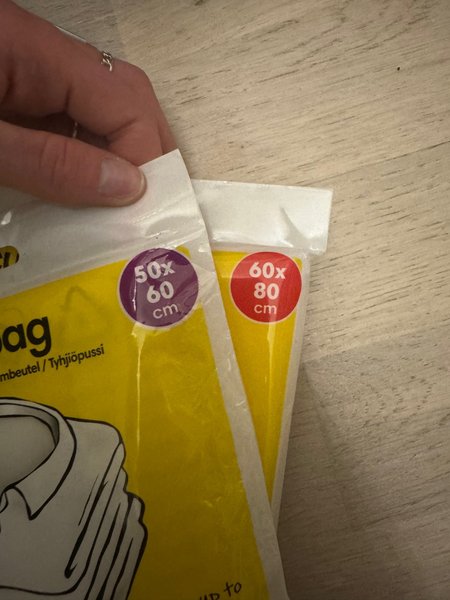 50x
60
cm
60x
80
cm
bag
mbeutel / Tyhjiöpussi
up to